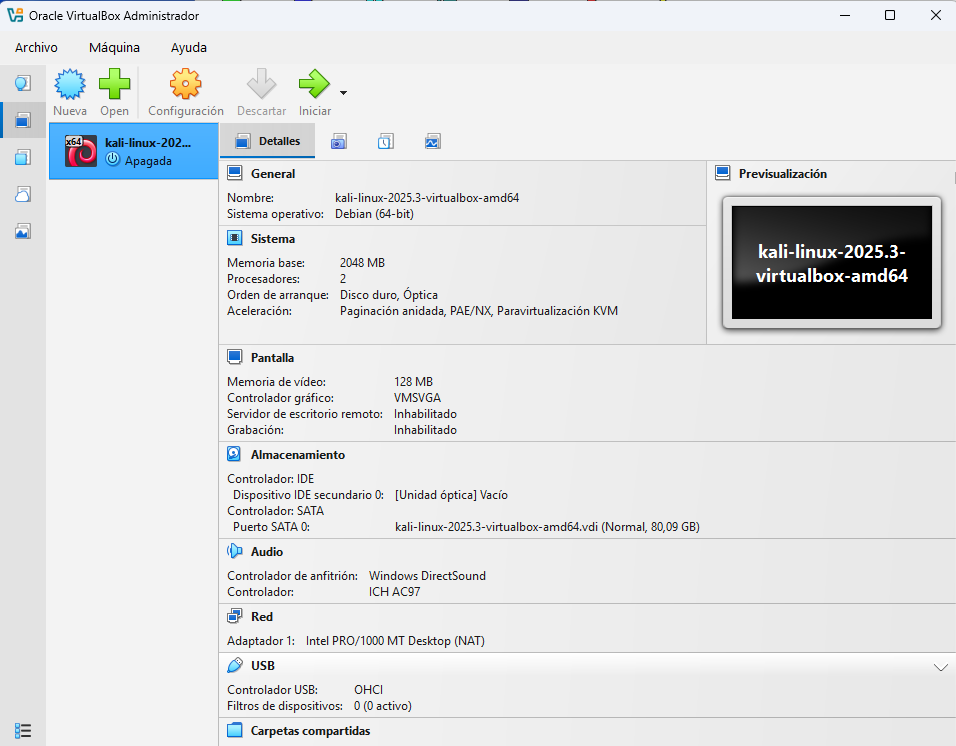 Oracle VirtualBox Administrador
Archivo Máquina Ayuda
Nueva Open Configuración Descartar Iniciar
x64
kali-linux-202...
Apagada
Detalles
General
Nombre: kali-linux-2025.3-virtualbox-amd64
Sistema operativo: Debian (64-bit)
Sistema
Memoria base: 2048 MB
Procesadores: 2
Orden de arranque: Disco duro, Óptica
Aceleración: Paginación anidada, PAE/NX, Paravirtualización KVM
Previsualización
kali-linux-2025.3-
virtualbox-amd64
Pantalla
Memoria de vídeo: 128 MB
Controlador gráfico: VMSVGA
Servidor de escritorio remoto: Inhabilitado
Grabación: Inhabilitado
Almacenamiento
Controlador: IDE
Dispositivo IDE secundario 0: [Unidad óptica] Vacío
Controlador: SATA
Puerto SATA 0: kali-linux-2025.3-virtualbox-amd64.vdi (Normal, 80,09 GB)
Audio
Controlador de anfitrión: Windows DirectSound
Controlador: ICH AC97
Red
Adaptador 1: Intel PRO/1000 MT Desktop (NAT)
USB
Controlador USB: OHCI
Filtros de dispositivos: 0 (0 activo)
Carpetas compartidas